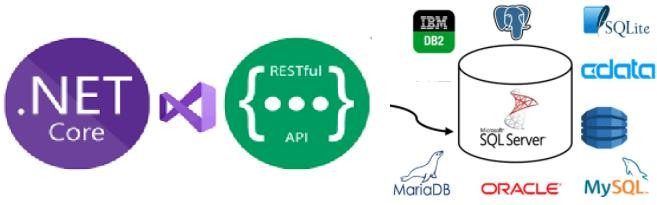 .NET
Core
RESTful
{•••}
API
IBM
DB2
SQLite
cdata
Microsoft
SQL Server
MariaDB
ORACLE
MySQL